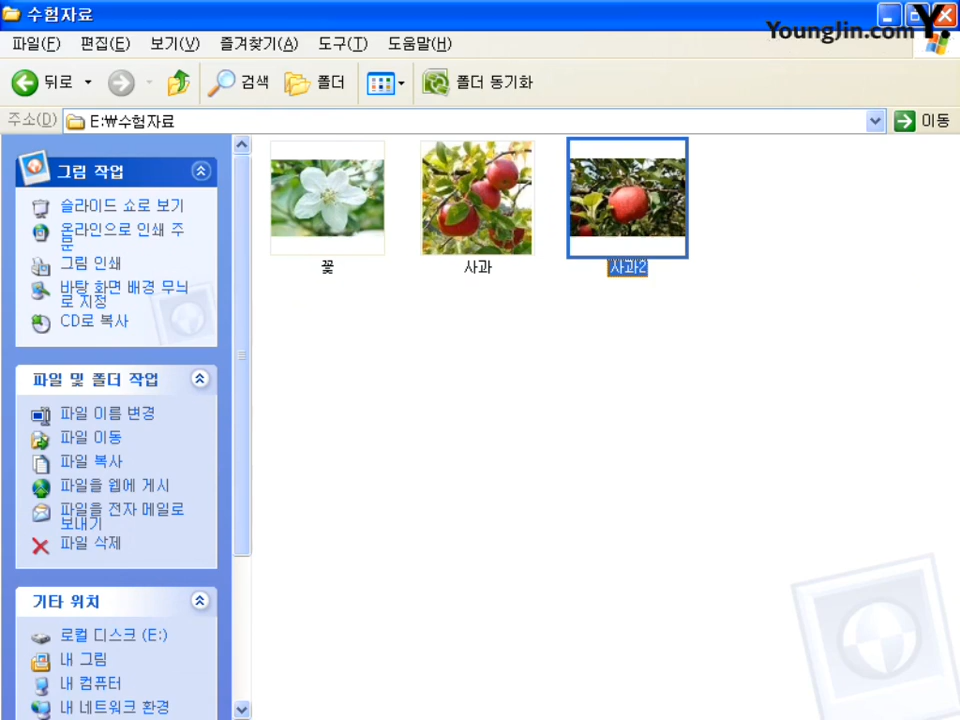 수험자료
YoungJin.com Y.
파일(F) 편집(E) 보기(V) 즐겨찾기(A) 도구(T) 도움말(H)
뒤로 검색 폴더 폴더 동기화
주소(D) E:₩수험자료 이동
그림 작업
슬라이드 쇼로 보기
온라인으로 인쇄 주
문
그림 인쇄
바탕 화면 배경 무늬
로 지정
CD로 복사
꽃 사과 사과2
파일 및 폴더 작업
파일 이름 변경
파일 이동
파일 복사
파일을 웹에 게시
파일을 전자 메일로
보내기
파일 삭제
기타 위치
로컬 디스크 (E:)
내 그림
내 컴퓨터
내 네트워크 환경